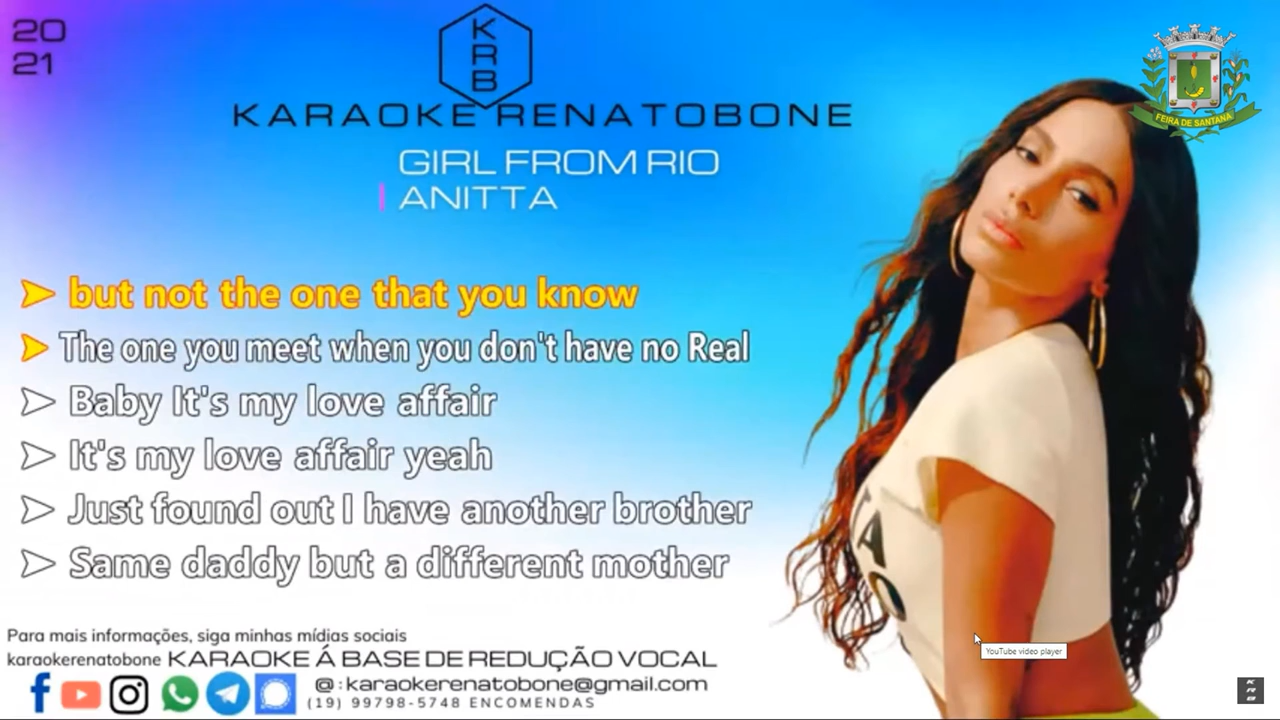 20
21
K
R
B
KARAOKE RENATOBONE
GIRL FROM RIO
ANITTA
FEIRA DE SANTANA
but not the one that you know
The one you meet when you don't have no Real
Baby It's my love affair
It's my love affair yeah
Just found out I have another brother
Same daddy but a different mother
Para mais informações, siga minhas mídias sociais
karaokerenatobone KARAOKE Á BASE DE REDUÇÃO VOCAL
@:karaokerenatobone@gmail.com
(19) 99798-5748 ENCOMENDAS
YouTube video player
K
R
B